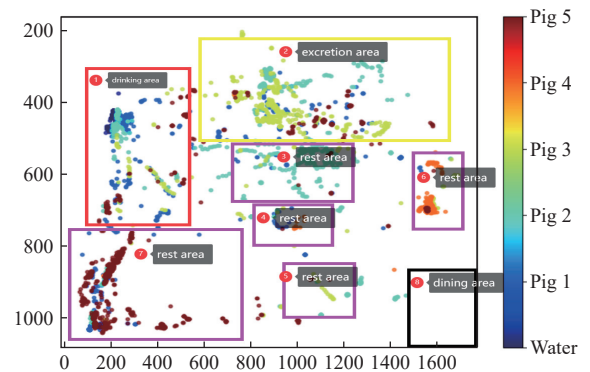 200
400
600
800
1000
0 200 400 600 800 1000 1200 1400 1600
1 drinking area
2 excretion area
3 rest area
4 rest area
5 rest area
6 rest area
7 rest area
8 dining area
Pig 5
Pig 4
Pig 3
Pig 2
Pig 1
Water